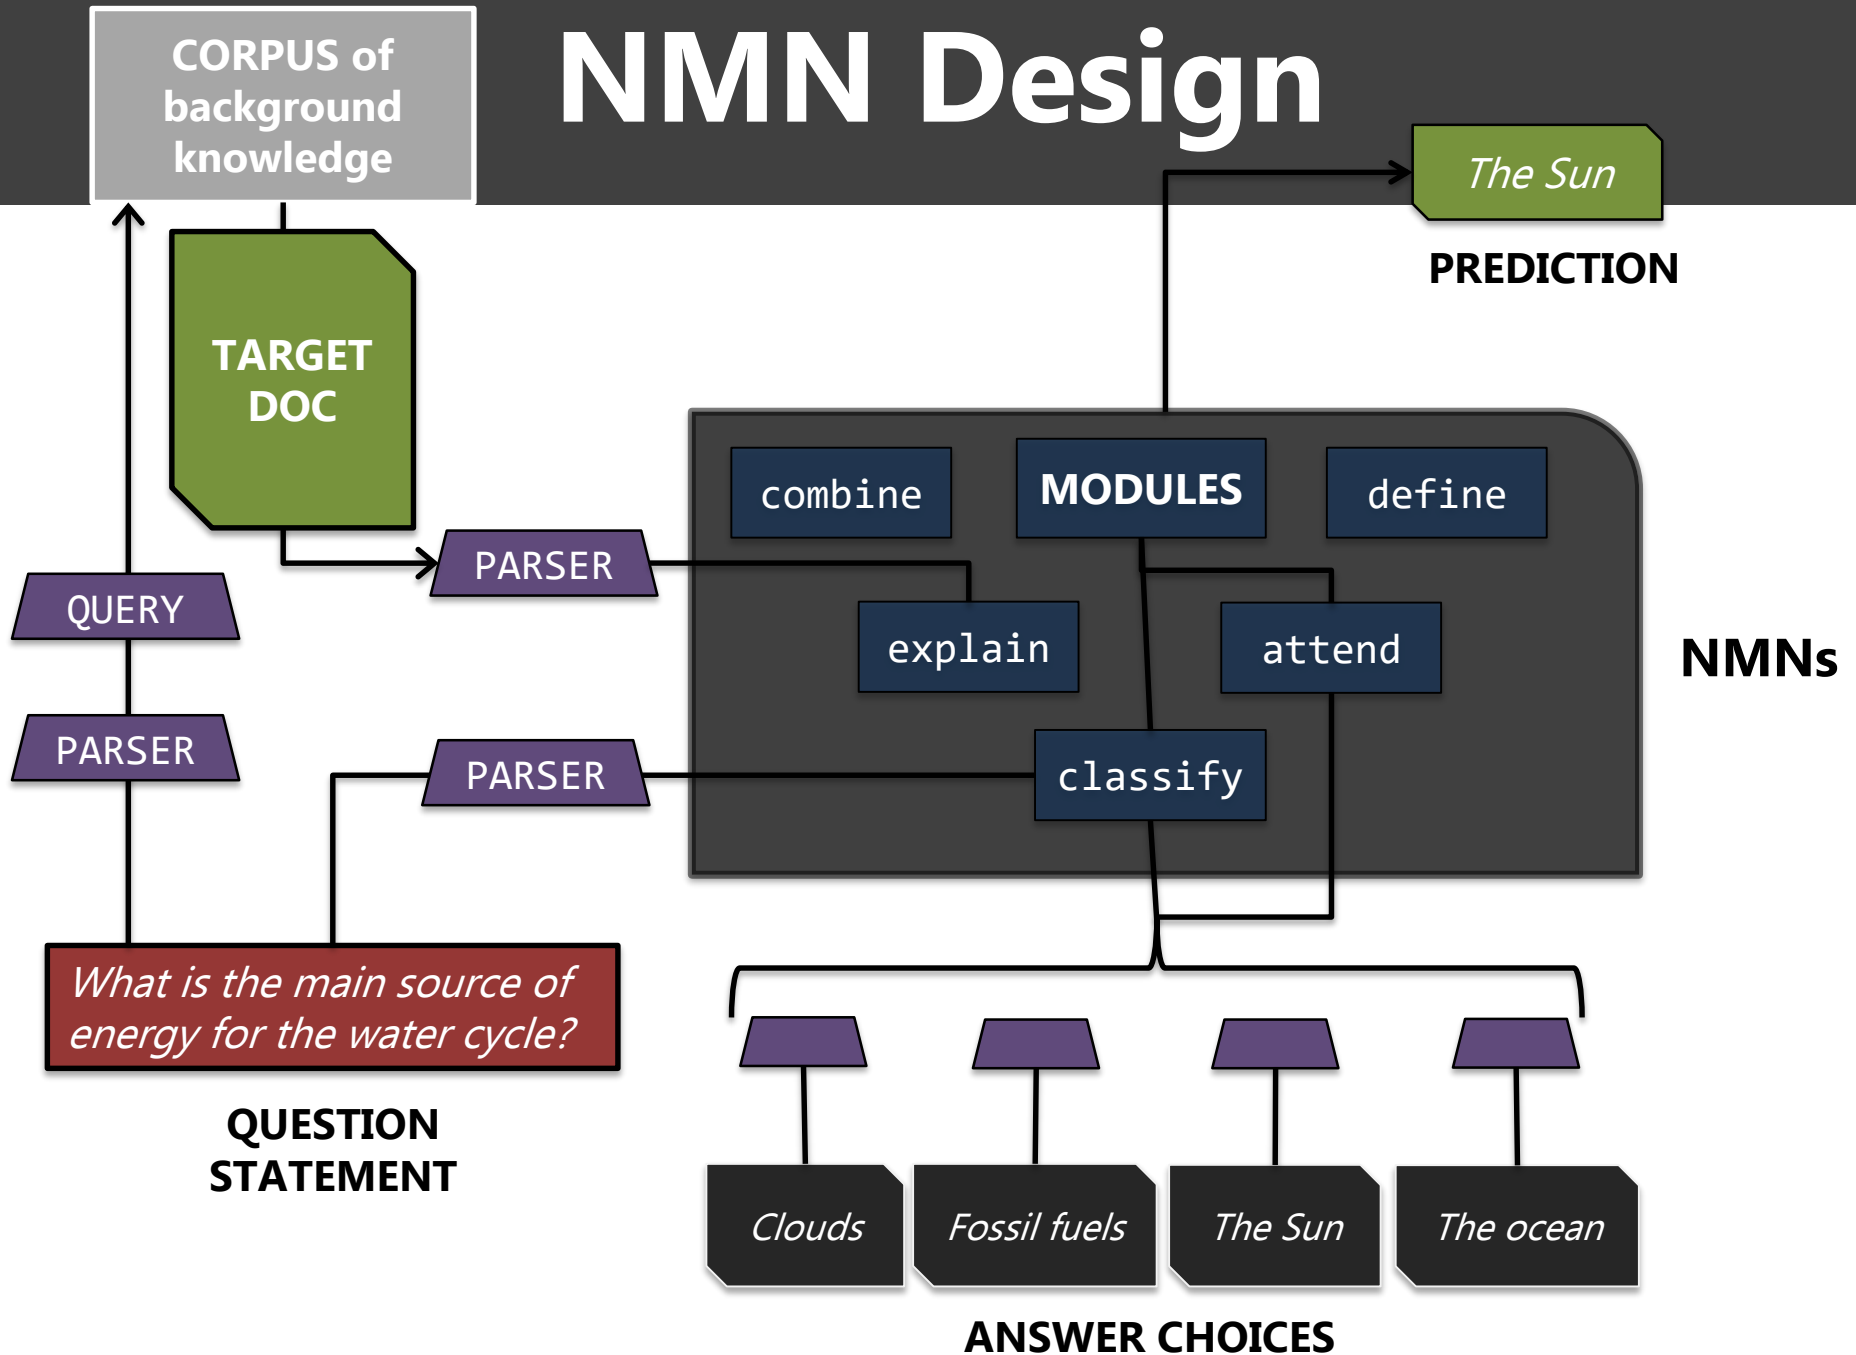 CORPUS of
background
knowledge
NMN Design
The Sun
PREDICTION
TARGET
DOC
combine
MODULES
define
PARSER
QUERY
explain
attend
NMNs
PARSER
PARSER
classify
What is the main source of
energy for the water cycle?
QUESTION
STATEMENT
Clouds
Fossil fuels
The Sun
The ocean
ANSWER CHOICES